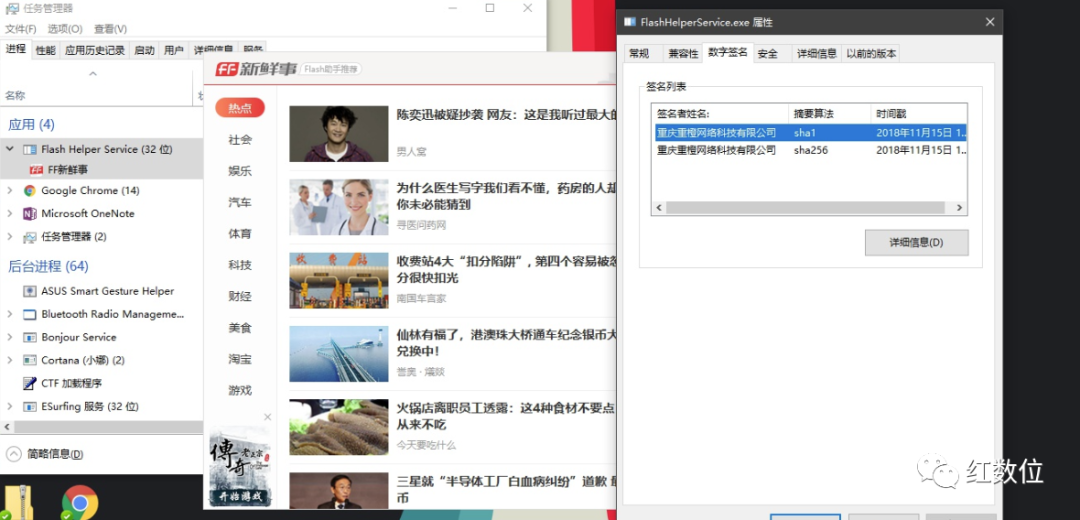 任务管理器
文件(F) 选项(O) 查看(V)
进程 性能 应用历史记录 启动 用户 详细信息 服务
名称
应用 (4)
Flash Helper Service (32 位)
FF新鲜事
Google Chrome (14)
Microsoft OneNote
任务管理器 (2)
后台进程 (64)
ASUS Smart Gesture Helper
Bluetooth Radio Manageme...
Bonjour Service
Cortana (小娜) (2)
CTF 加载程序
ESurfing 服务 (32 位)
简略信息(D)
FF新鲜事 Flash助手推荐
热点
社会
娱乐
汽车
体育
科技
财经
美食
淘宝
游戏
傳奇
开始游戏
陈奕迅被疑抄袭 网友：这是我听过最大的
男人窝
为什么医生写字我们看不懂，药房的人却
你未必能猜到
寻医问药网
收费站4大“扣分陷阱”, 第四个容易被忽
分很快扣光
南国车言家
仙林有福了，港澳珠大桥通车纪念银币大
兑换中！
誉奥·爆燚
火锅店离职员工透露：这4种食材不要点
从来不吃
今天要吃什么
三星就“半导体工厂白血病纠纷”道歉
币
FlashHelperService.exe 属性
常规 兼容性 数字签名 安全 详细信息 以前的版本
签名列表
签名者姓名: 摘要算法 时间戳
重庆重橙网络科技有限公司 sha1 2018年11月15日 1...
重庆重橙网络科技有限公司 sha256 2018年11月15日 1...
详细信息(D)
红数位